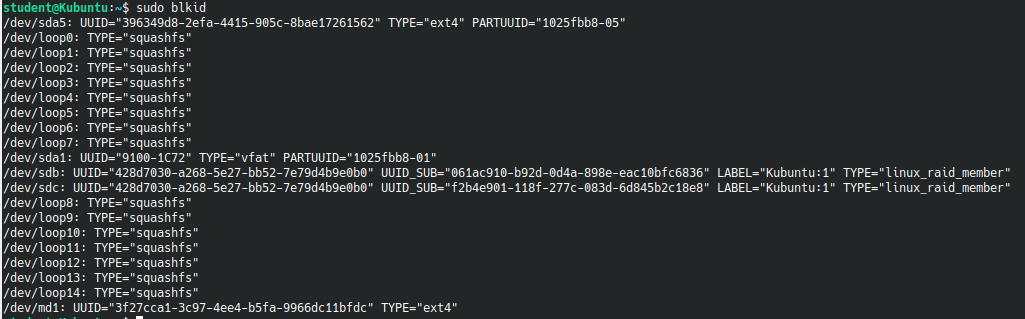 student@Kubuntu:~$ sudo blkid
/dev/sda5: UUID="396349d8-2efa-4415-905c-8bae17261562" TYPE="ext4" PARTUUID="1025fbb8-05"
/dev/loop0: TYPE="squashfs"
/dev/loop1: TYPE="squashfs"
/dev/loop2: TYPE="squashfs"
/dev/loop3: TYPE="squashfs"
/dev/loop4: TYPE="squashfs"
/dev/loop5: TYPE="squashfs"
/dev/loop6: TYPE="squashfs"
/dev/loop7: TYPE="squashfs"
/dev/sda1: UUID="9100-1C72" TYPE="vfat" PARTUUID="1025fbb8-01"
/dev/sdb: UUID="428d7030-a268-5e27-bb52-7e79d4b9e0b0" UUID_SUB="061ac910-b92d-0d4a-898e-eac10bfc6836" LABEL="Kubuntu:1" TYPE="linux_raid_member"
/dev/sdc: UUID="428d7030-a268-5e27-bb52-7e79d4b9e0b0" UUID_SUB="f2b4e901-118f-277c-083d-6d845b2c18e8" LABEL="Kubuntu:1" TYPE="linux_raid_member"
/dev/loop8: TYPE="squashfs"
/dev/loop9: TYPE="squashfs"
/dev/loop10: TYPE="squashfs"
/dev/loop11: TYPE="squashfs"
/dev/loop12: TYPE="squashfs"
/dev/loop13: TYPE="squashfs"
/dev/loop14: TYPE="squashfs"
/dev/md1: UUID="3f27cca1-3c97-4ee4-b5fa-9966dc11bfdc" TYPE="ext4"